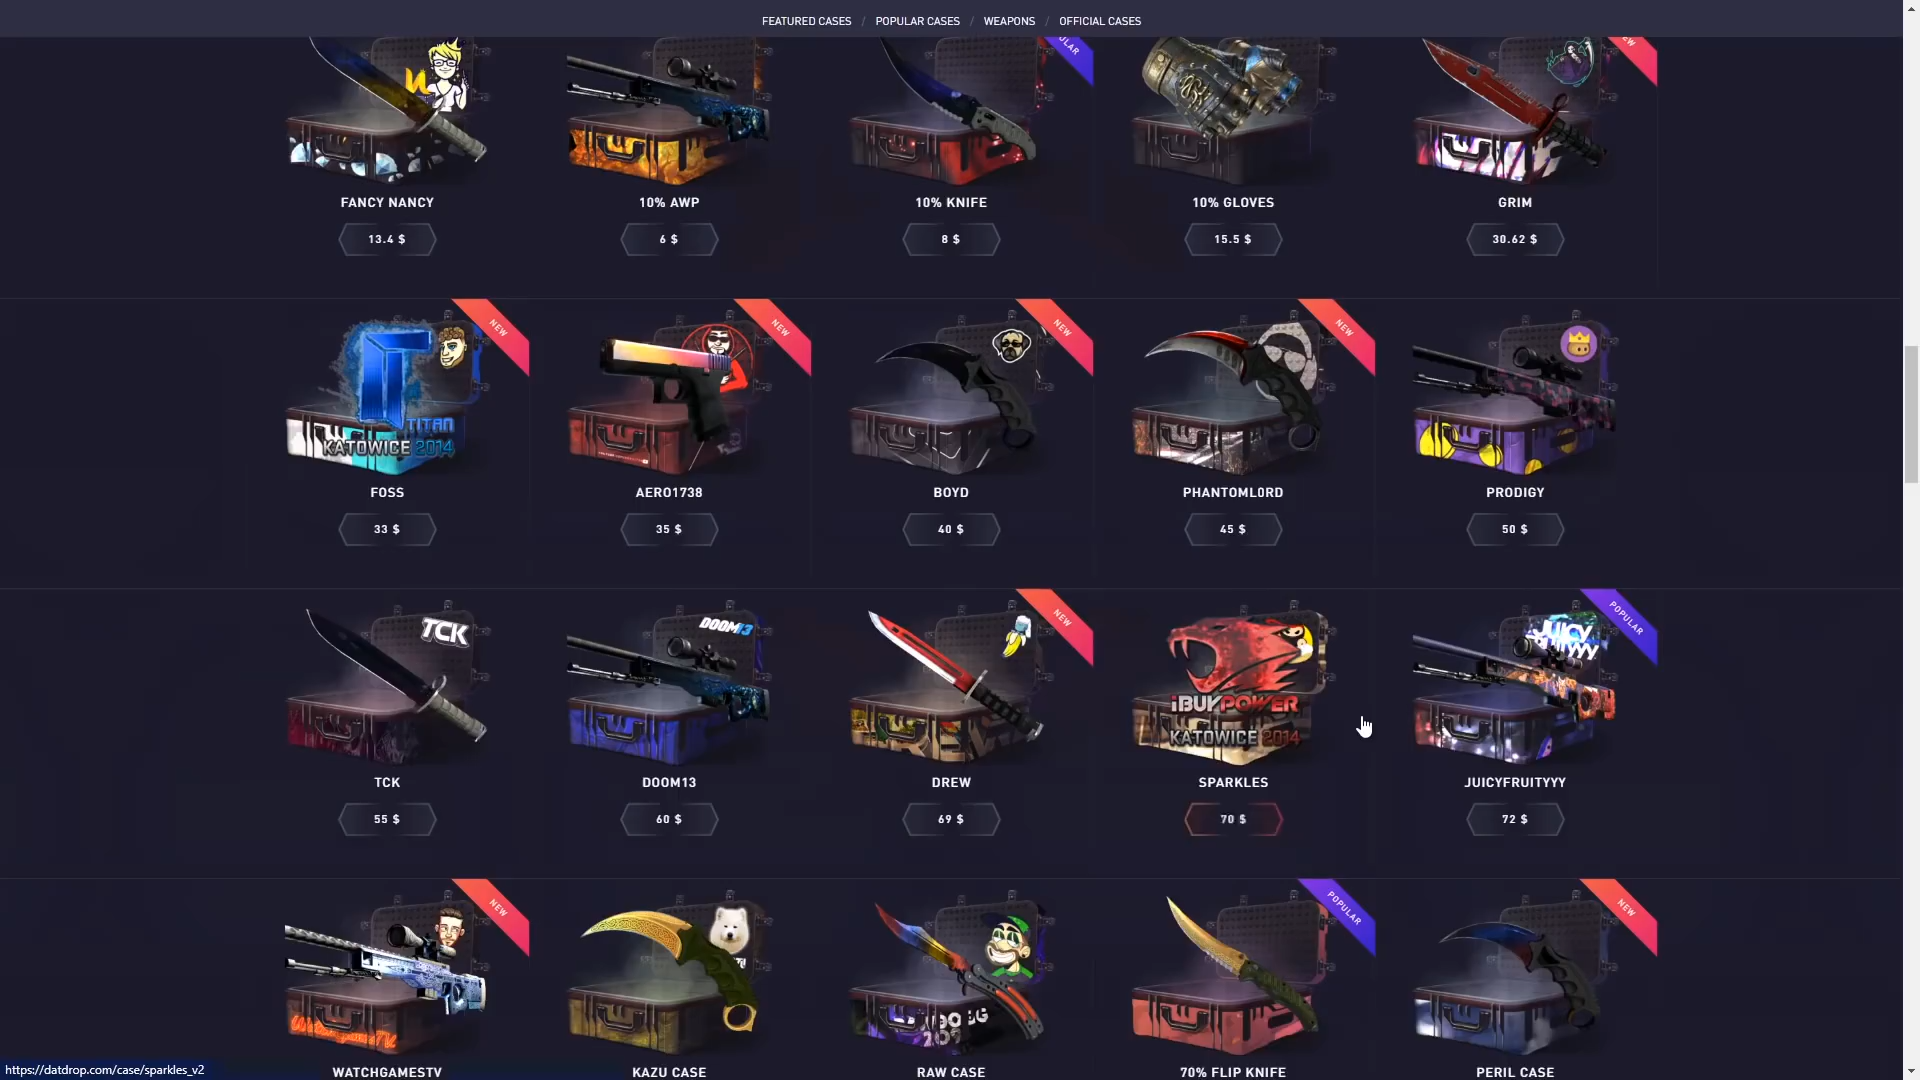 FEATURED CASES / POPULAR CASES / WEAPONS / OFFICIAL CASES
FANCY NANCY
10% AWP
10% KNIFE
10% GLOVES
GRIM
13.4 $
6 $
8 $
15.5 $
30.62 $
NEW
NEW
NEW
NEW
TITAN
KATOWICE 2014
FOSS
AERO1738
BOYD
PHANTOML0RD
PRODIGY
33 $
35 $
40 $
45 $
50 $
TCK
DOOM13
NEW
iBUYPOWER
KATOWICE 2014
JUICY
POPULAR
TCK
DOOM13
DREW
SPARKLES
JUICYFRUITYYY
55 $
60 $
69 $
70 $
72 $
NEW
POPULAR
NEW
WATCHGAMESTV
KAZU CASE
RAW CASE
70% FLIP KNIFE
PERIL CASE
https://datdrop.com/case/sparkles_v2